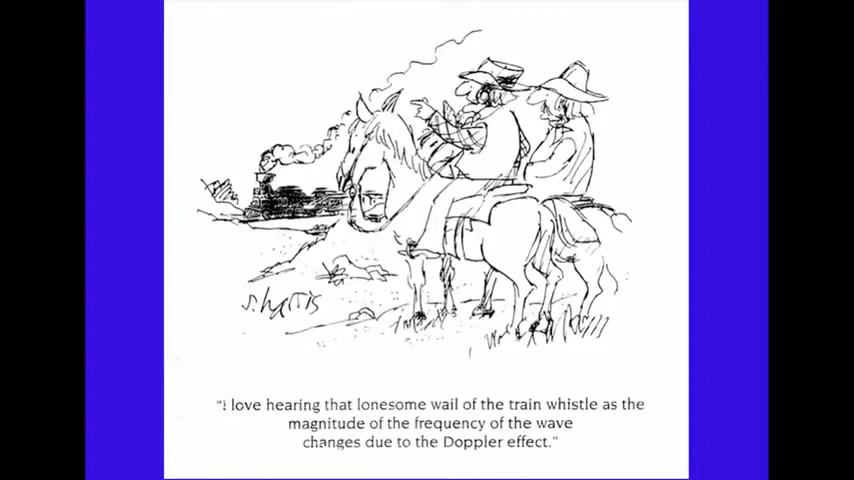 s.harris
"I love hearing that lonesome wail of the train whistle as the
magnitude of the frequency of the wave
changes due to the Doppler effect."